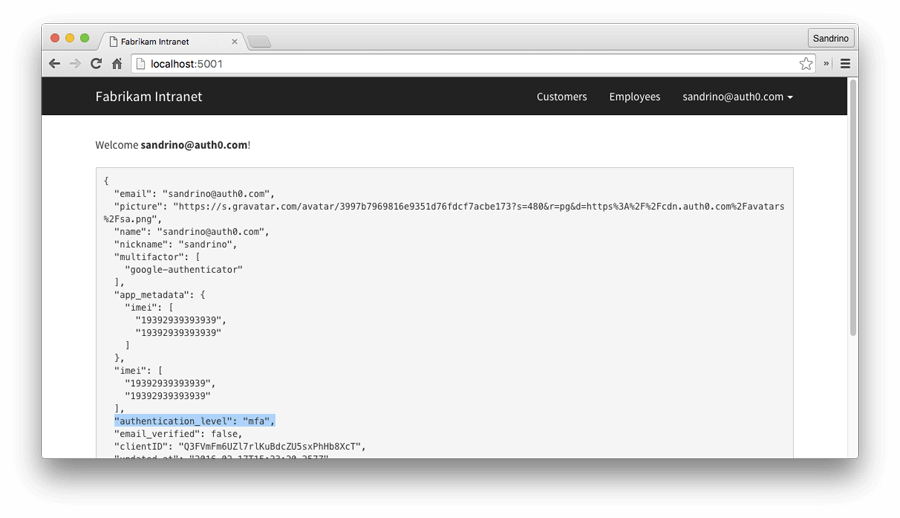 Fabrikam Intranet
Sandrino
localhost:5001
Fabrikam Intranet Customers Employees sandrino@auth0.com
Welcome sandrino@auth0.com!
{
"email": "sandrino@auth0.com",
"picture": "https://s.gravatar.com/avatar/3997b7969816e9351d76fdcf7acbe173?s=480&r=pg&d=https%3A%2F%2Fcdn.auth0.com%2Favatars
%2Fsa.png",
"name": "sandrino@auth0.com",
"nickname": "sandrino",
"multifactor": [
"google-authenticator"
],
"app_metadata": {
"imei": [
"19392939393939",
"19392939393939"
]
},
"imei": [
"19392939393939",
"19392939393939"
],
"authentication_level": "mfa",
"email_verified": false,
"clientID": "Q3FVmFm6UZl7rlKuBdcZU5sxPhHb8XcT",